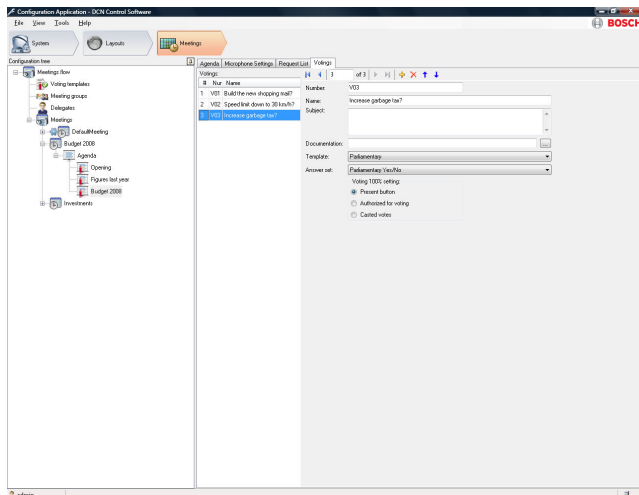 Configuration Application - DCN Control Software
File View Tools Help
BOSCH
System Layouts Meetings
Configuration tree
Meetings flow
Voting templates
Meeting groups
Delegates
Meetings
DefaultMeeting
Budget 2008
Agenda
Opening
Figures last year
Budget 2008
Investments
Agenda Microphone Settings Request List Votings
Votings
# Nur Name
1 V01 Build the new shopping mail?
2 V02 Speed limit down to 30 km/h?
3 V03 Increase garbage tax?
3 of 3
Number: V03
Name: Increase garbage tax?
Subject:
Documentation: ...
Template: Parliamentary
Answer set: Parliamentary Yes/No
Voting 100% setting:
Present button
Authorized for voting
Casted votes
admin